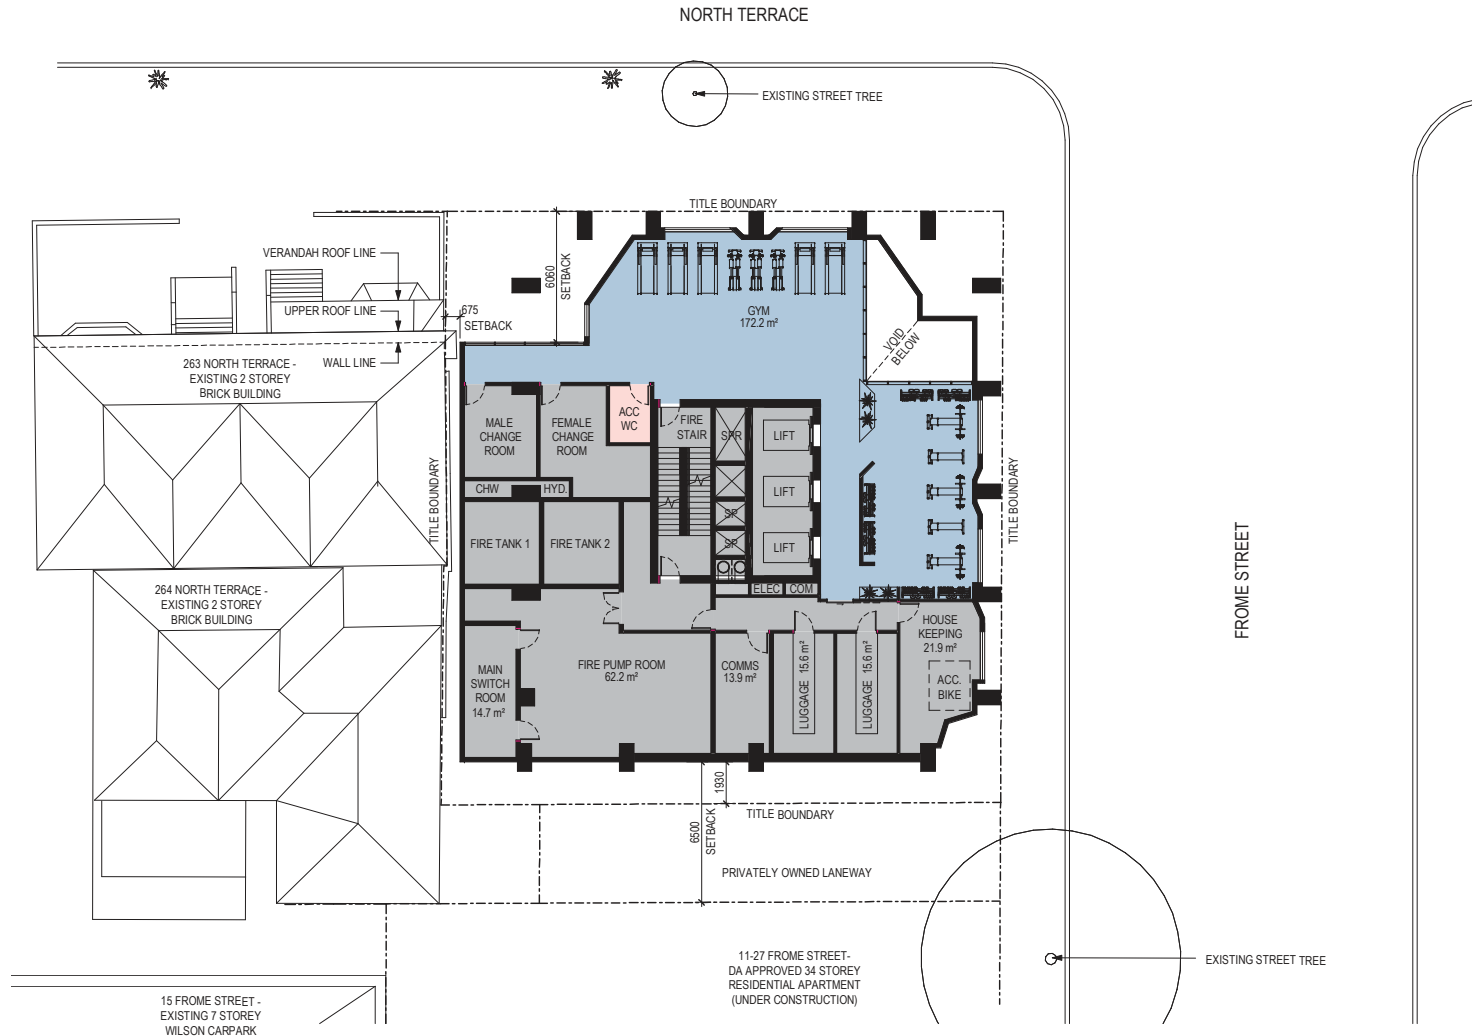 NORTH TERRACE
EXISTING STREET TREE
TITLE BOUNDARY
VERANDAH ROOF LINE
6060
SETBACK
UPPER ROOF LINE
675
SETBACK
GYM
172.2 m²
VOID
BELOW
WALL LINE
263 NORTH TERRACE -
EXISTING 2 STOREY
BRICK BUILDING
MALE
CHANGE
ROOM
FEMALE
CHANGE
ROOM
ACC
WC
FIRE
STAIR
SPR
LIFT
CHW
HYD.
LIFT
SP
SP
LIFT
TITLE BOUNDARY
TITLE BOUNDARY
FIRE TANK 1
FIRE TANK 2
ELEC
COM
FROME STREET
264 NORTH TERRACE -
EXISTING 2 STOREY
BRICK BUILDING
HOUSE
KEEPING
21.9 m²
MAIN
SWITCH
ROOM
14.7 m²
FIRE PUMP ROOM
62.2 m²
COMMS
13.9 m²
LUGGAGE 15.6 m²
LUGGAGE 15.6 m²
ACC.
BIKE
1930
6500
SETBACK
TITLE BOUNDARY
PRIVATELY OWNED LANEWAY
11-27 FROME STREET-
DA APPROVED 34 STOREY
RESIDENTIAL APARTMENT
(UNDER CONSTRUCTION)
EXISTING STREET TREE
15 FROME STREET -
EXISTING 7 STOREY
WILSON CARPARK